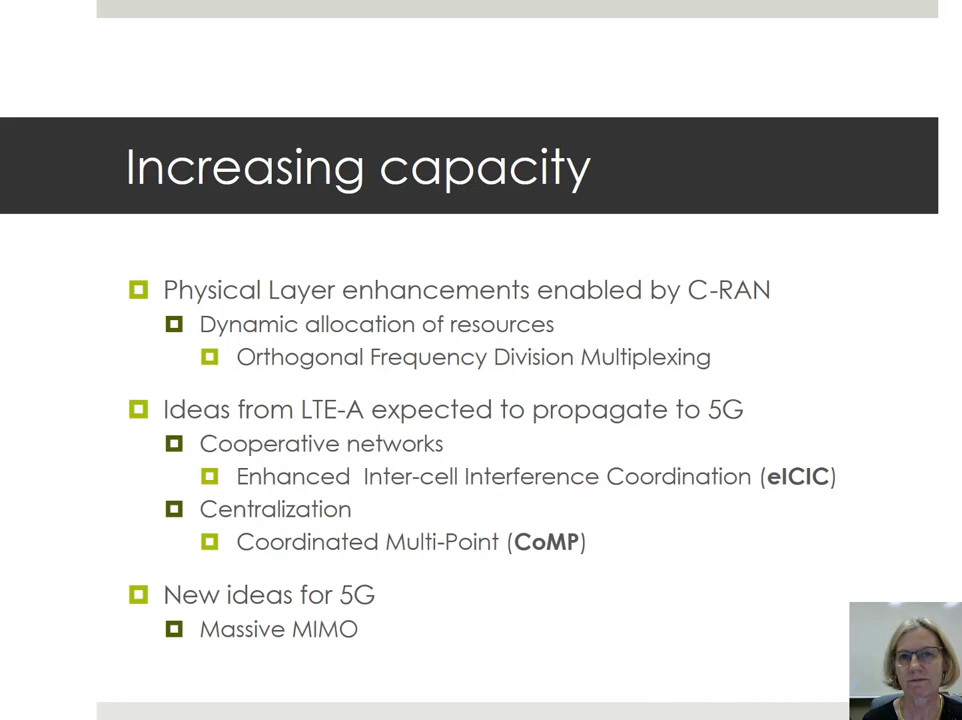 Increasing capacity
Physical Layer enhancements enabled by C-RAN
Dynamic allocation of resources
Orthogonal Frequency Division Multiplexing
Ideas from LTE-A expected to propagate to 5G
Cooperative networks
Enhanced Inter-cell Interference Coordination (eICIC)
Centralization
Coordinated Multi-Point (CoMP)
New ideas for 5G
Massive MIMO